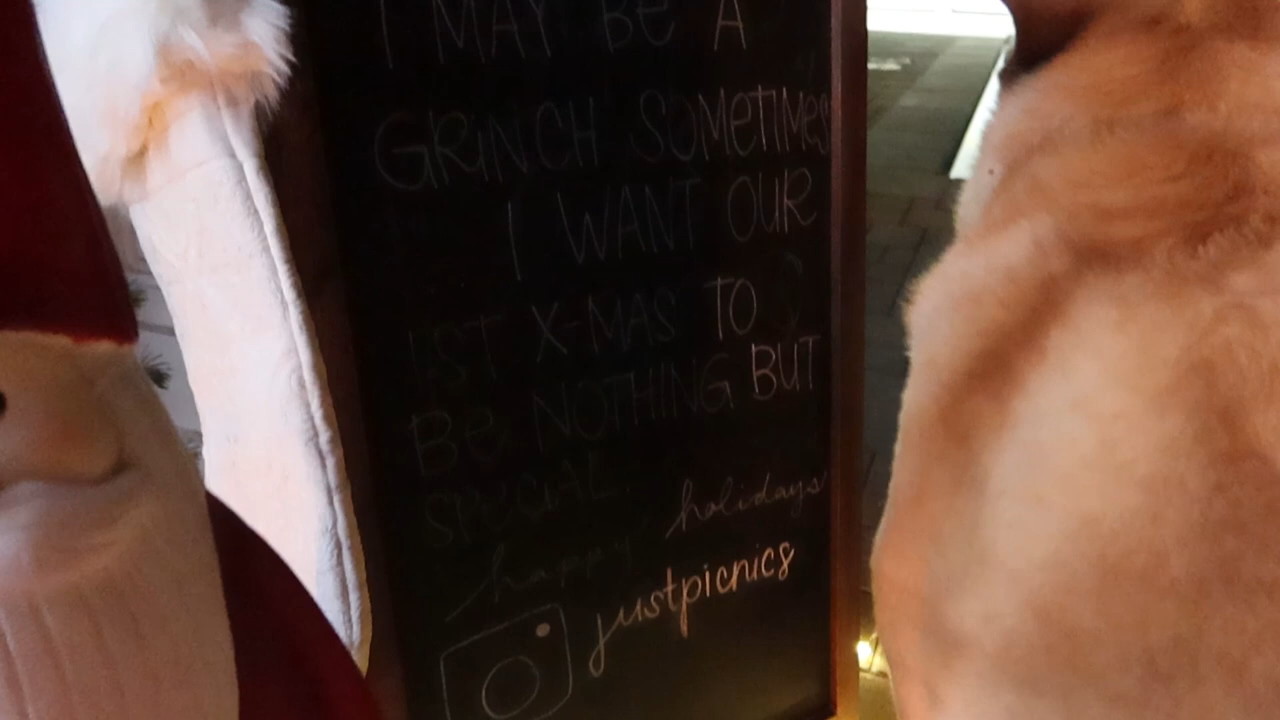 I MAY BE A
GRINCH SOMETIMES
I WANT OUR
1ST X-MAS TO
BE NOTHING BUT
SPECIAL.
happy holidays
justpicnics